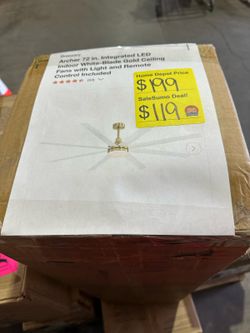 Archer 72 in. Integrated LED
Indoor White-Blade Gold Ceiling
Fans with Light and Remote
Control Included
Home Depot Price
$199
SaleSumo Deal!
$119